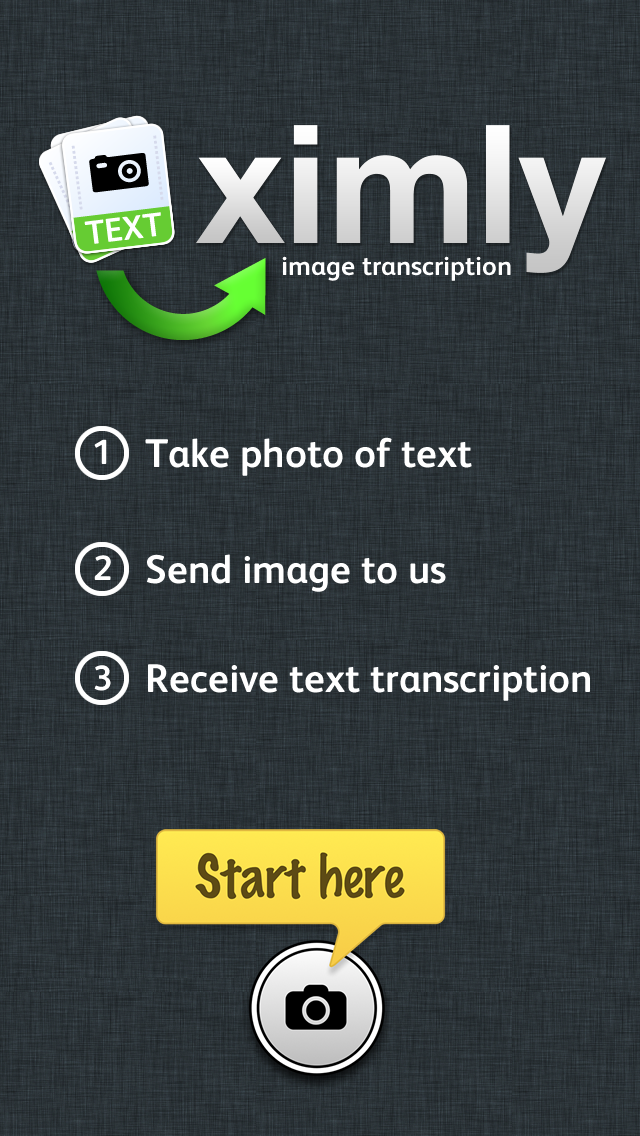 TEXT
ximly
image transcription
1 Take photo of text
2 Send image to us
3 Receive text transcription
Start here